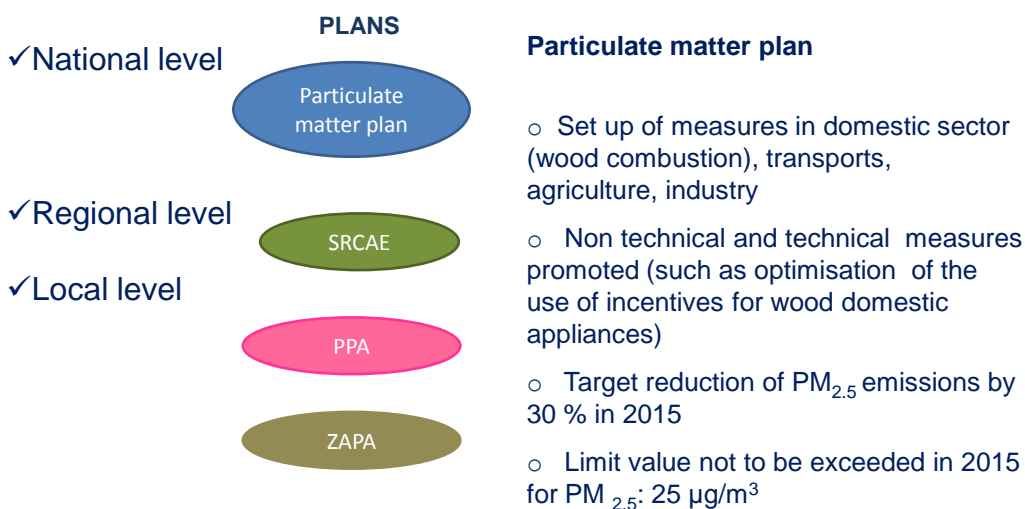 PLANS
✓National level
Particulate
matter plan
✓Regional level
SRCAE
✓Local level
PPA
ZAPA
Particulate matter plan
o Set up of measures in domestic sector
(wood combustion), transports,
agriculture, industry
o Non technical and technical measures
promoted (such as optimisation of the
use of incentives for wood domestic
appliances)
o Target reduction of PM2.5 emissions by
30 % in 2015
o Limit value not to be exceeded in 2015
for PM 2.5: 25 µg/m³